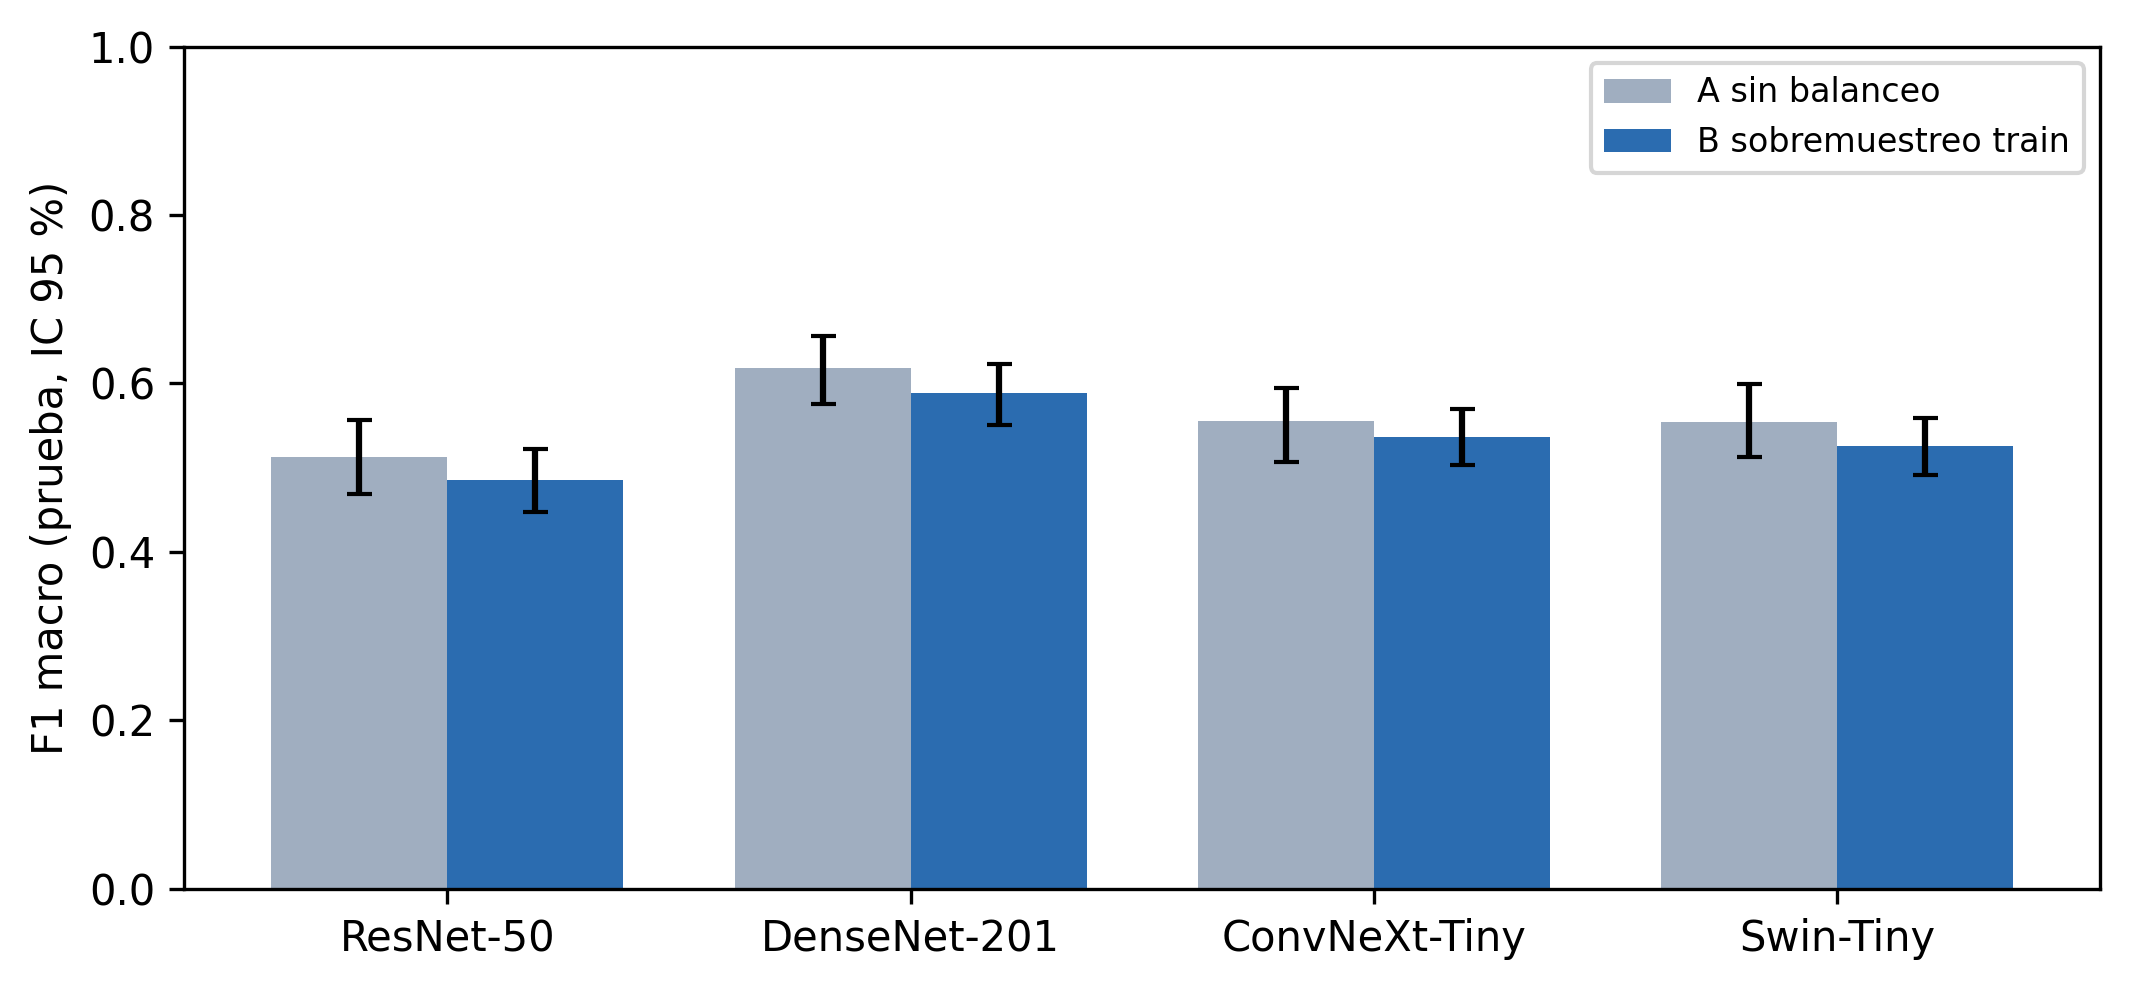 F1 macro (prueba, IC 95 %)
1.0
0.8
0.6
0.4
0.2
0.0
A sin balanceo
B sobremuestreo train
ResNet-50
DenseNet-201
ConvNeXt-Tiny
Swin-Tiny